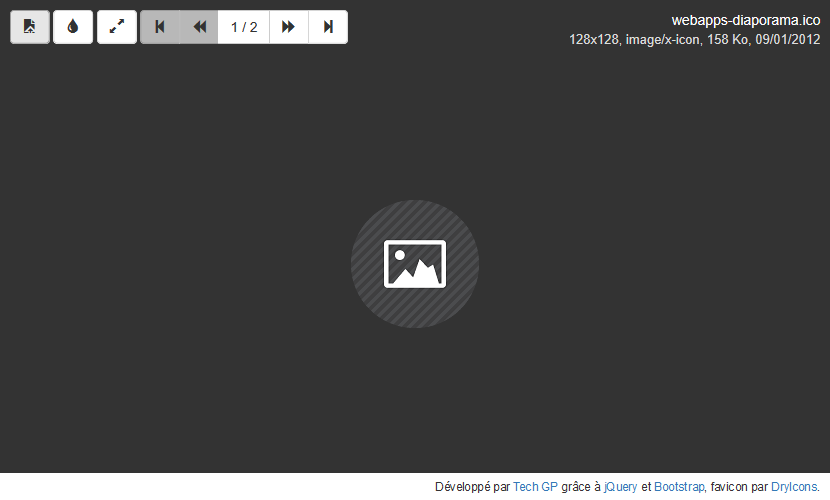 1 / 2
webapps-diaporama.ico
128x128, image/x-icon, 158 Ko, 09/01/2012
Développé par Tech GP grâce à jQuery et Bootstrap, favicon par DryIcons.